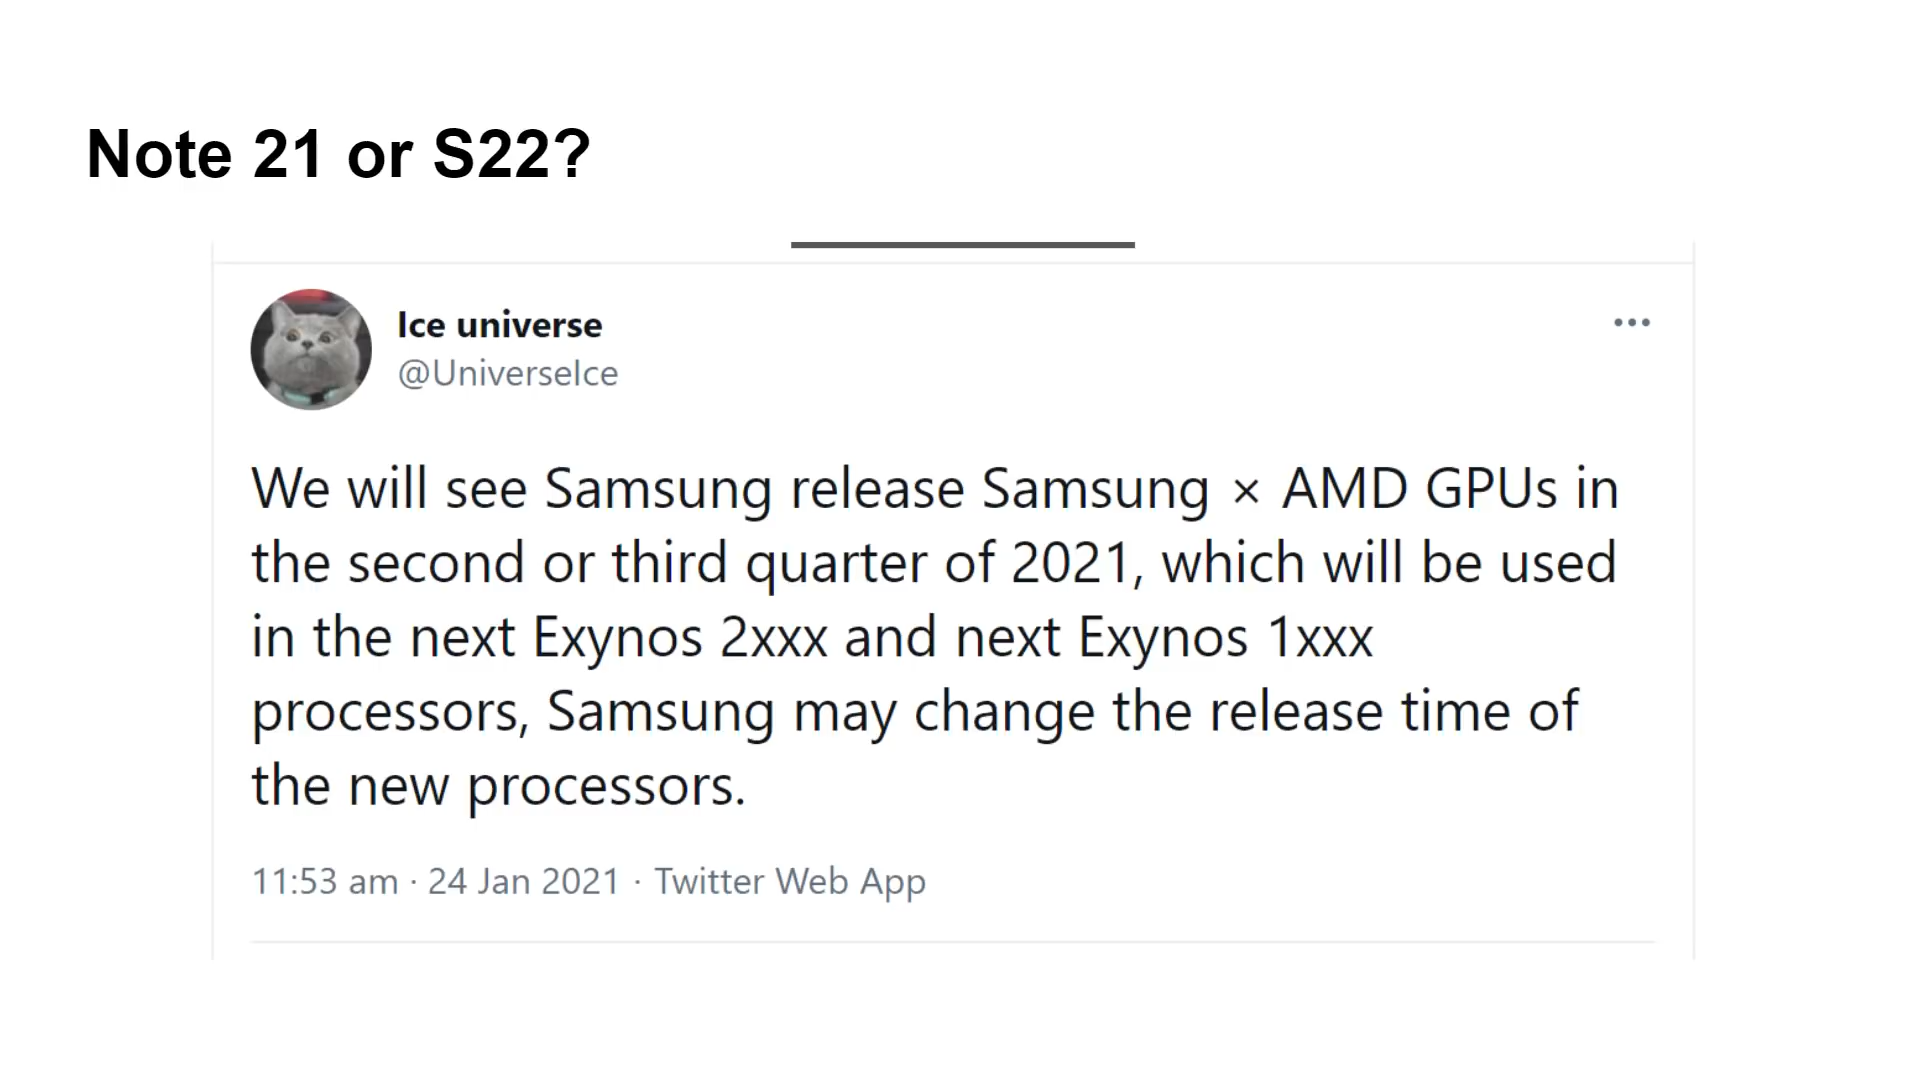 Note 21 or S22?
Ice universe
@UniverseIce
We will see Samsung release Samsung × AMD GPUs in
the second or third quarter of 2021, which will be used
in the next Exynos 2xxx and next Exynos 1xxx
processors, Samsung may change the release time of
the new processors.
11:53 am · 24 Jan 2021 · Twitter Web App